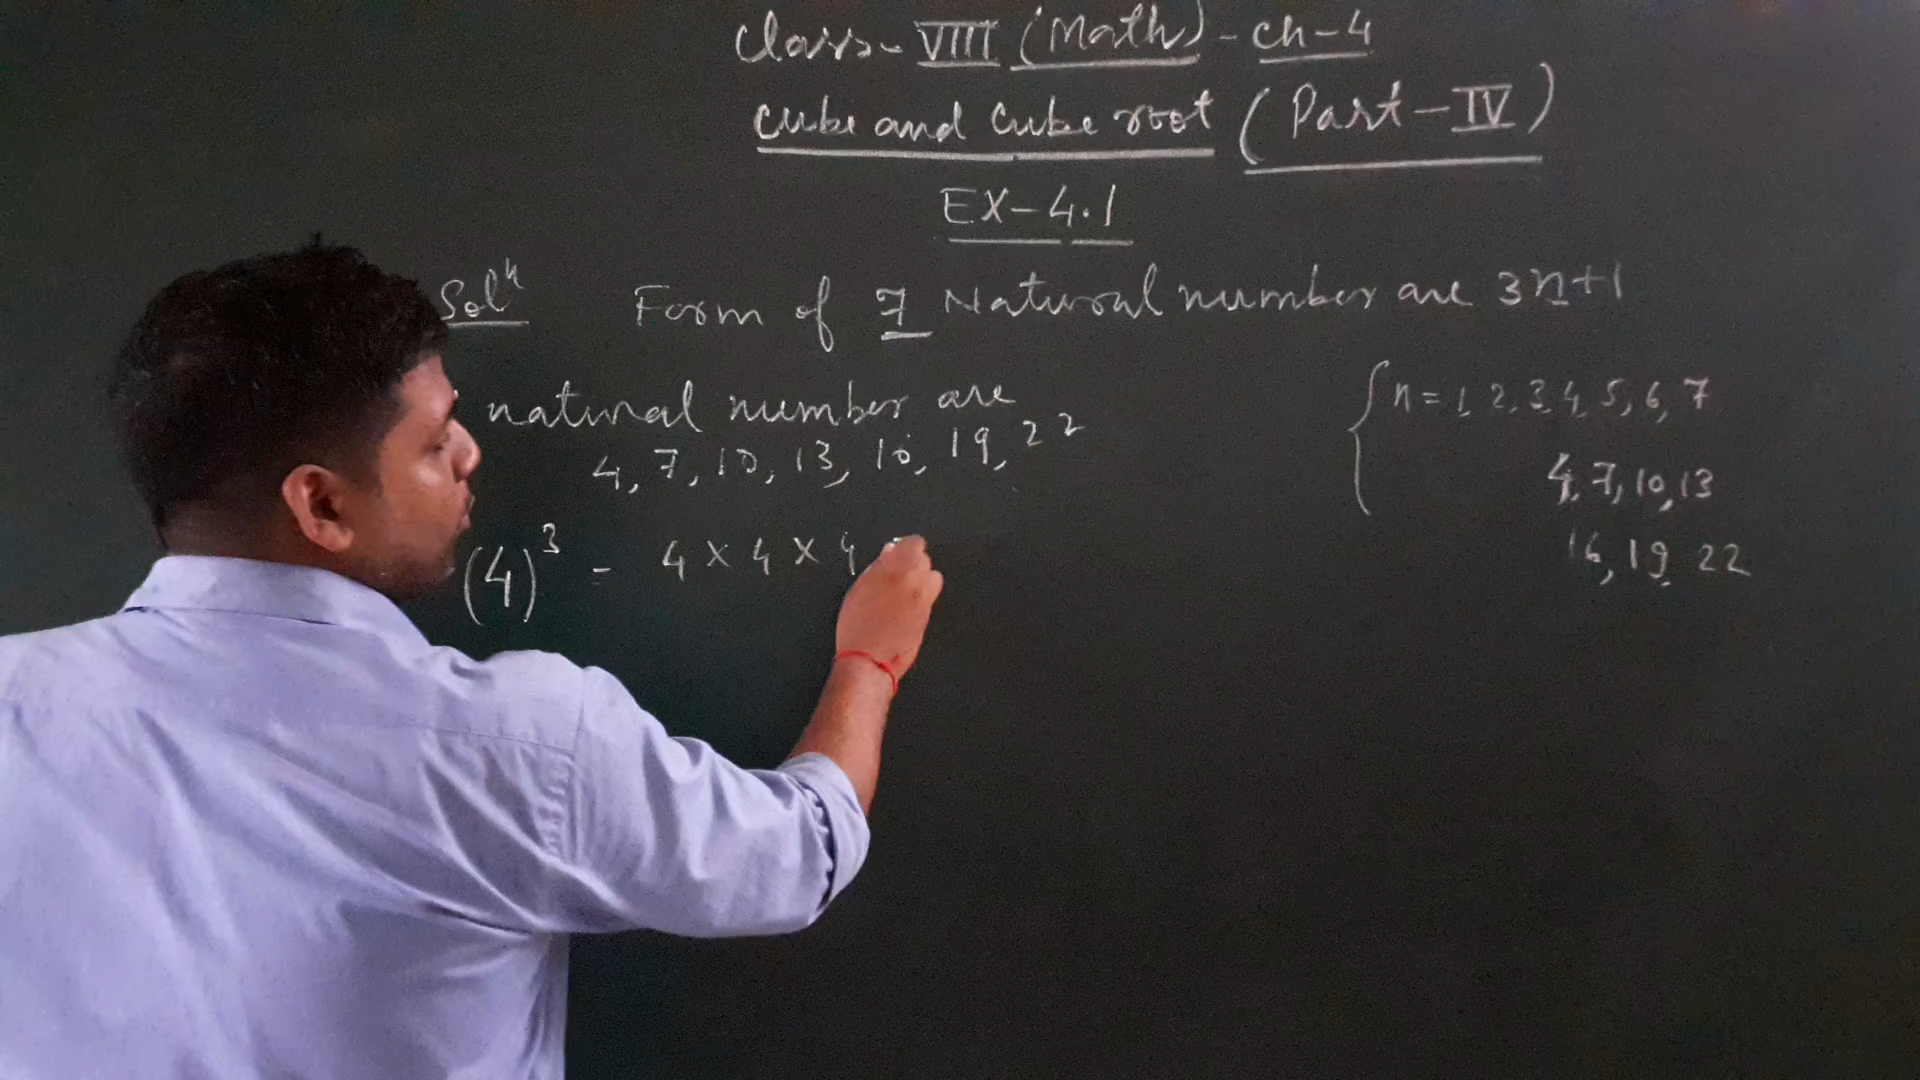 Class-VIII (Math)-Ch-4
Cube and Cube root (Part-IV)
EX-4.1
Solⁿ Form of 7 Natural number are 3n+1
natural number are
4, 7, 10, 13, 16, 19, 22
(4)³ = 4 × 4 × 4
n = 1, 2, 3, 4, 5, 6, 7
4, 7, 10, 13
16, 19, 22